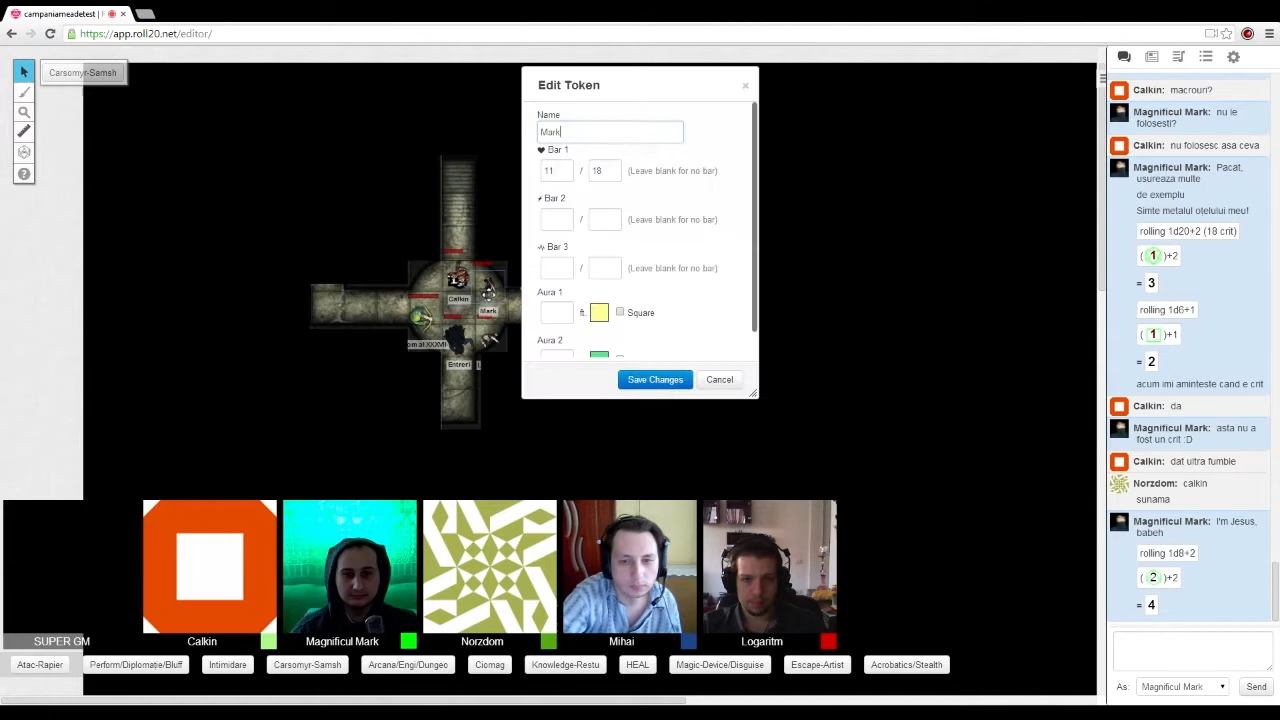 campaniameadetest |
https://app.roll20.net/editor/
Carsomyr-Samsh
Calkin
Mark
Entreri
Edit Token
Name
Mark
Bar 1
11 / 18 (Leave blank for no bar)
Bar 2
/ (Leave blank for no bar)
Bar 3
/ (Leave blank for no bar)
Aura 1
ft. Square
Aura 2
Save Changes Cancel
Calkin: macrouri?
Magnificul Mark: nu le
folosesti?
Calkin: nu folosesc asa ceva
Magnificul Mark: Pacat,
usureaza multe
de exemplu
Simte metalul oțelului meu!
rolling 1d20+2 (18 crit)
(1)+2
= 3
rolling 1d6+1
(1)+1
= 2
acum imi aminteste cand e crit
Calkin: da
Magnificul Mark: asta nu a
fost un crit :D
Calkin: dat ultra fumble
Norzdom: calkin
sunama
Magnificul Mark: I'm Jesus,
babeh
rolling 1d8+2
(2)+2
= 4
As: Magnificul Mark Send
SUPER GM Calkin Magnificul Mark Norzdom Mihai Logaritm
Atac-Rapier Perform/Diplomatie/Bluff Intimidare Carsomyr-Samsh Arcana/Engi/Dungeo Ciomag Knowledge-Restu HEAL Magic-Device/Disguise Escape-Artist Acrobatics/Stealth